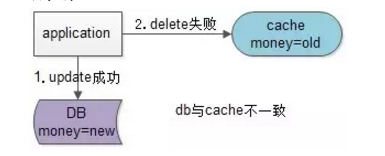 application
2.delete失败
cache
money=old
1.update成功
DB
money=new
db与cache不一致